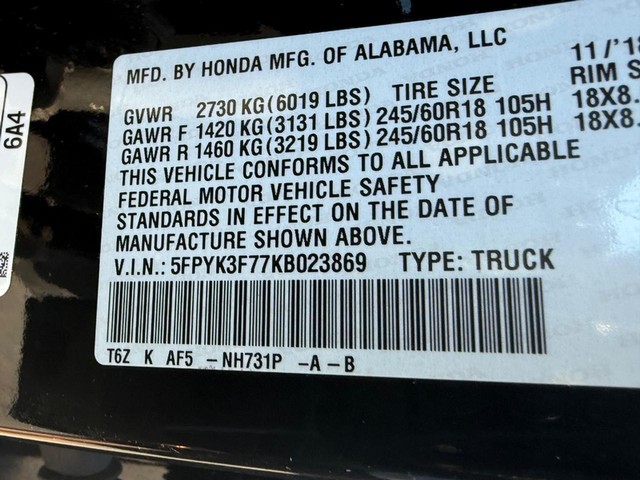 MFD. BY HONDA MFG. OF ALABAMA, LLC 11/'18
GVWR 2730 KG(6019 LBS) TIRE SIZE RIM S
GAWR F 1420 KG(3131 LBS) 245/60R18 105H 18X8.
GAWR R 1460 KG(3219 LBS) 245/60R18 105H 18X8.
THIS VEHICLE CONFORMS TO ALL APPLICABLE
FEDERAL MOTOR VEHICLE SAFETY
STANDARDS IN EFFECT ON THE DATE OF
MANUFACTURE SHOWN ABOVE.
V.I.N.: 5FPYK3F77KB023869 TYPE: TRUCK
T6Z K AF5 -NH731P -A-B
6A4